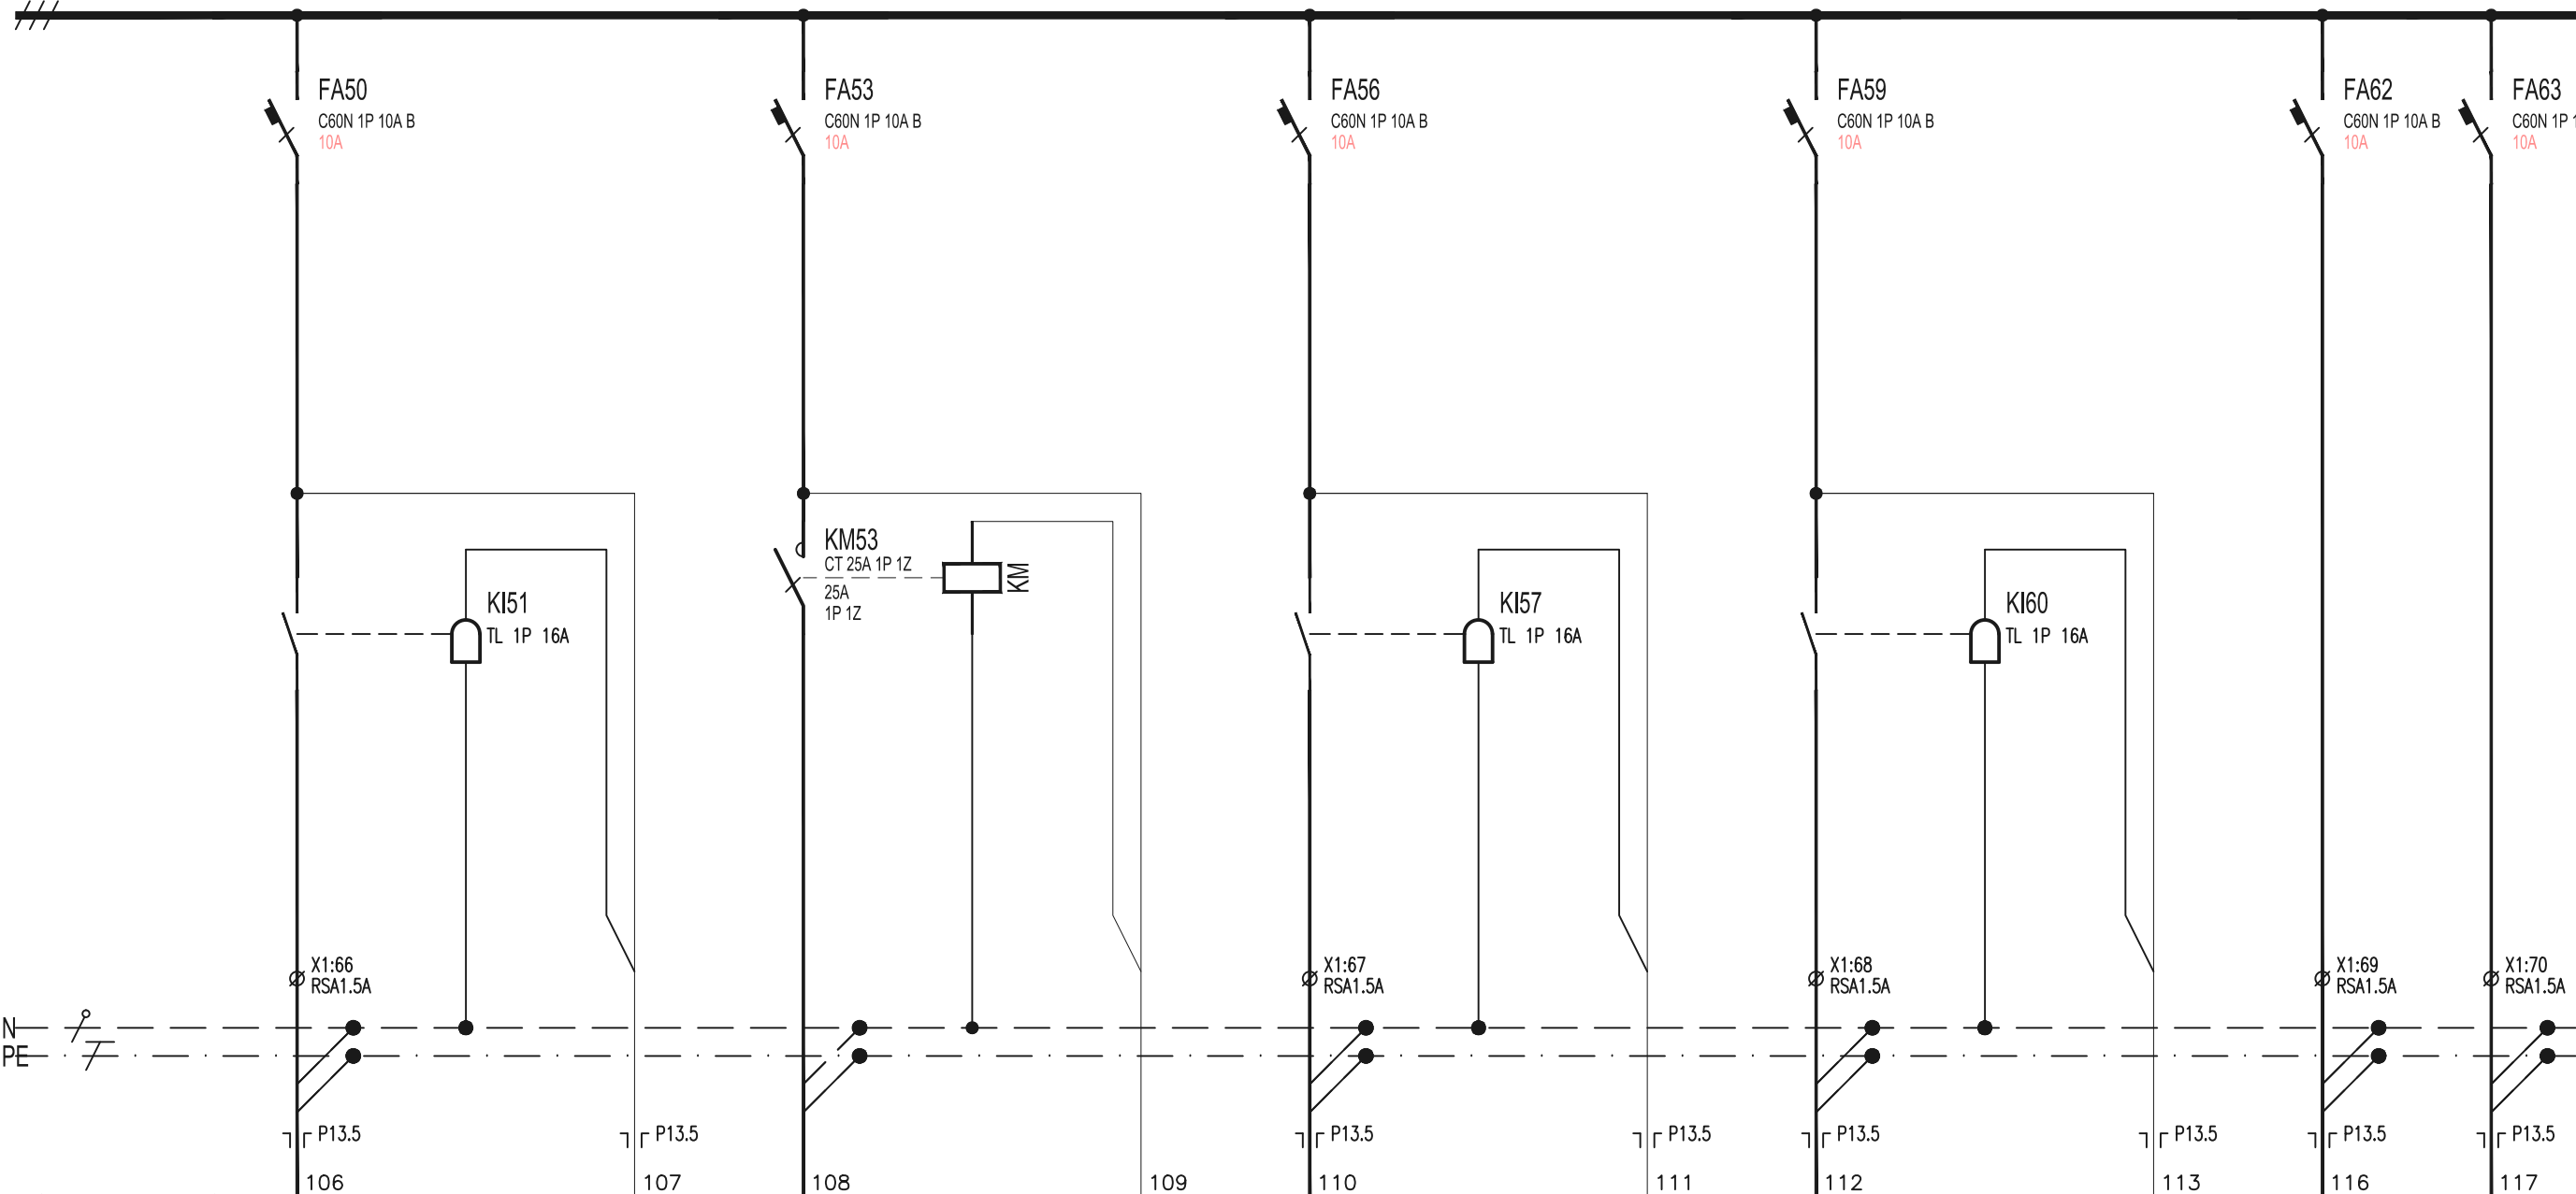 FA50
C60N 1P 10A B
10A
FA53
C60N 1P 10A B
10A
FA56
C60N 1P 10A B
10A
FA59
C60N 1P 10A B
10A
FA62
C60N 1P 10A B
10A
FA63
C60N 1P
10A
KI51
TL 1P 16A
KM53
CT 25A 1P 1Z
25A
1P 1Z
KM
KI57
TL 1P 16A
KI60
TL 1P 16A
X1:66
RSA1.5A
X1:67
RSA1.5A
X1:68
RSA1.5A
X1:69
RSA1.5A
X1:70
RSA1.5A
N
PE
P13.5
P13.5
P13.5
P13.5
P13.5
P13.5
P13.5
P13.5
106
107
108
109
110
111
112
113
116
117